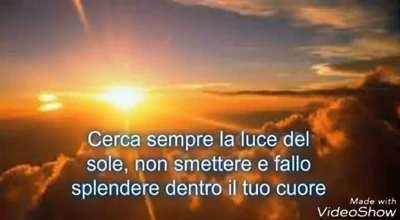 Cerca sempre la luce del
sole, non smettere e fallo
splendere dentro il tuo cuore
Made with
VideoShow